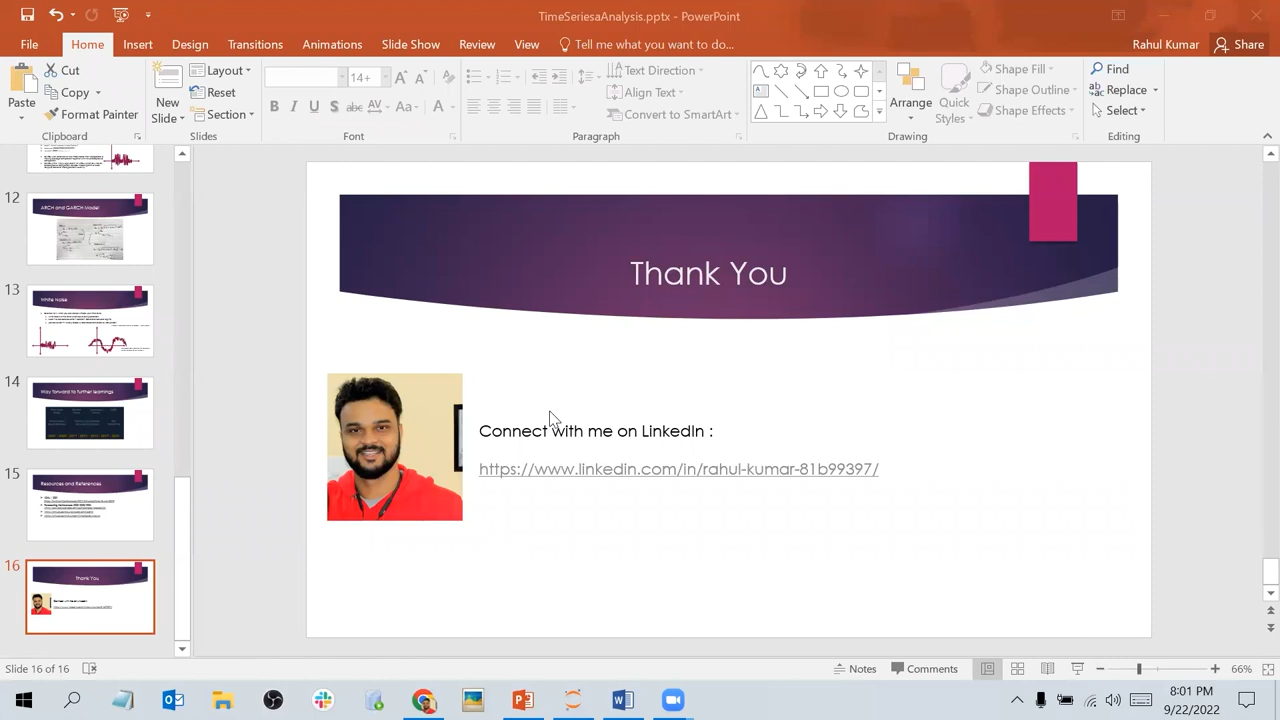 TimeSeriesaAnalysis.pptx - PowerPoint
File Home Insert Design Transitions Animations Slide Show Review View Tell me what you want to do... Rahul Kumar Share
Paste
Cut
Copy
Format Painter
Clipboard
New Slide
Layout
Reset
Section
Slides
14+
Font
Text Direction
Align Text
Convert to SmartArt
Paragraph
Arrange
Quick Styles
Shape Fill
Shape Outline
Shape Effects
Drawing
Find
Replace
Select
Editing
12
ARCH and GARCH Model
13
White Noise
14
Way forward to further learnings
15
Resources and References
16
Thank You
Thank You
Connect with me on LinkedIn :
https://www.linkedin.com/in/rahul-kumar-81b99397/
Slide 16 of 16
Notes
Comments
66%
8:01 PM
9/22/2022